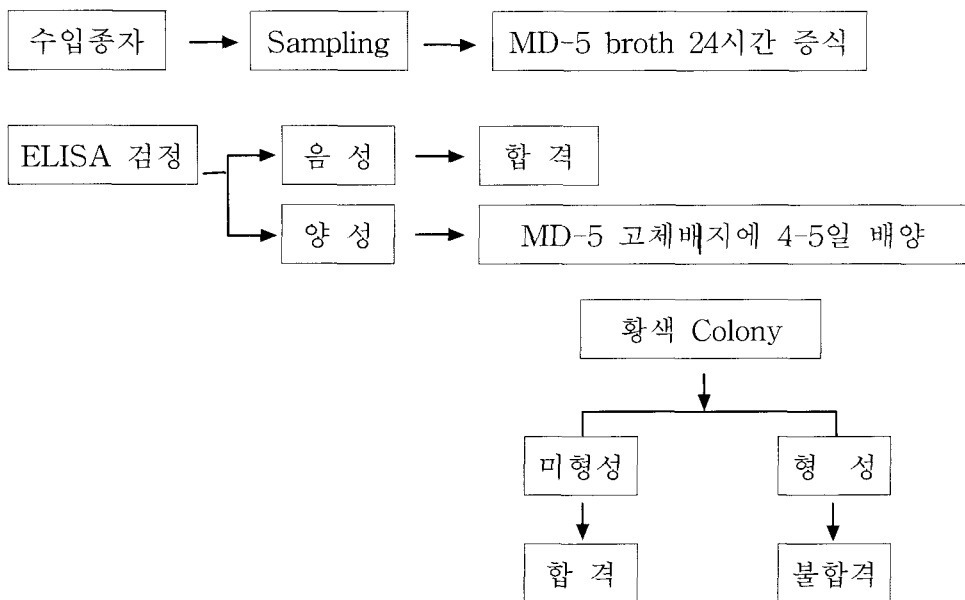 수입종자 Sampling MD-5 broth 24시간 증식
ELISA 검정 음 성 합 격
양 성 MD-5 고체배지에 4-5일 배양
황색 Colony
미형성 형 성
합 격 불합격